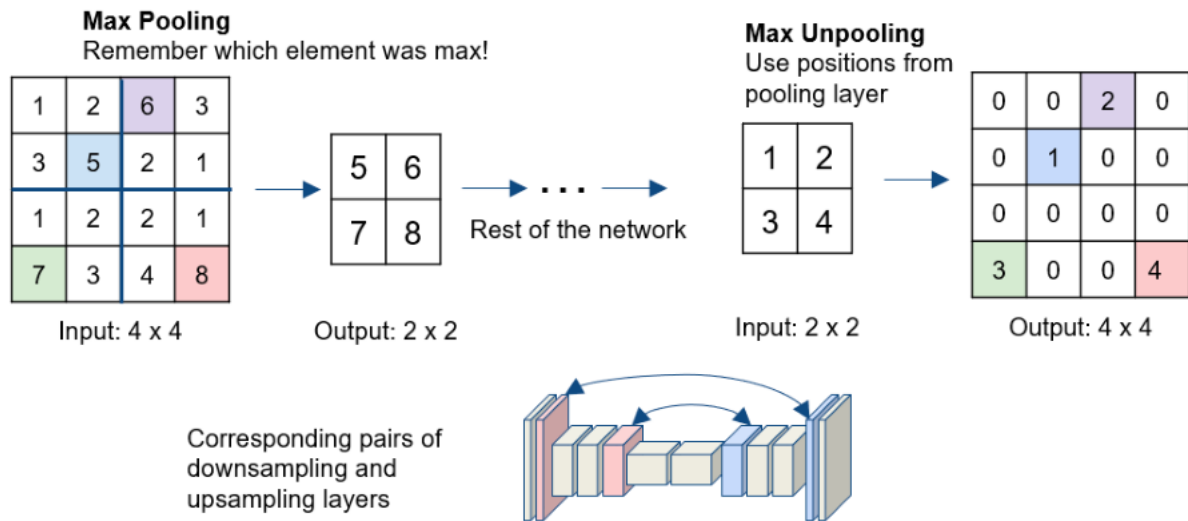 Max Pooling
Remember which element was max!
1 2 6 3
3 5 2 1
1 2 2 1
7 3 4 8
Input: 4 x 4
5 6
7 8
Output: 2 x 2
...
Rest of the network
Max Unpooling
Use positions from
pooling layer
1 2
3 4
Input: 2 x 2
0 0 2 0
0 1 0 0
0 0 0 0
3 0 0 4
Output: 4 x 4
Corresponding pairs of
downsampling and
upsampling layers